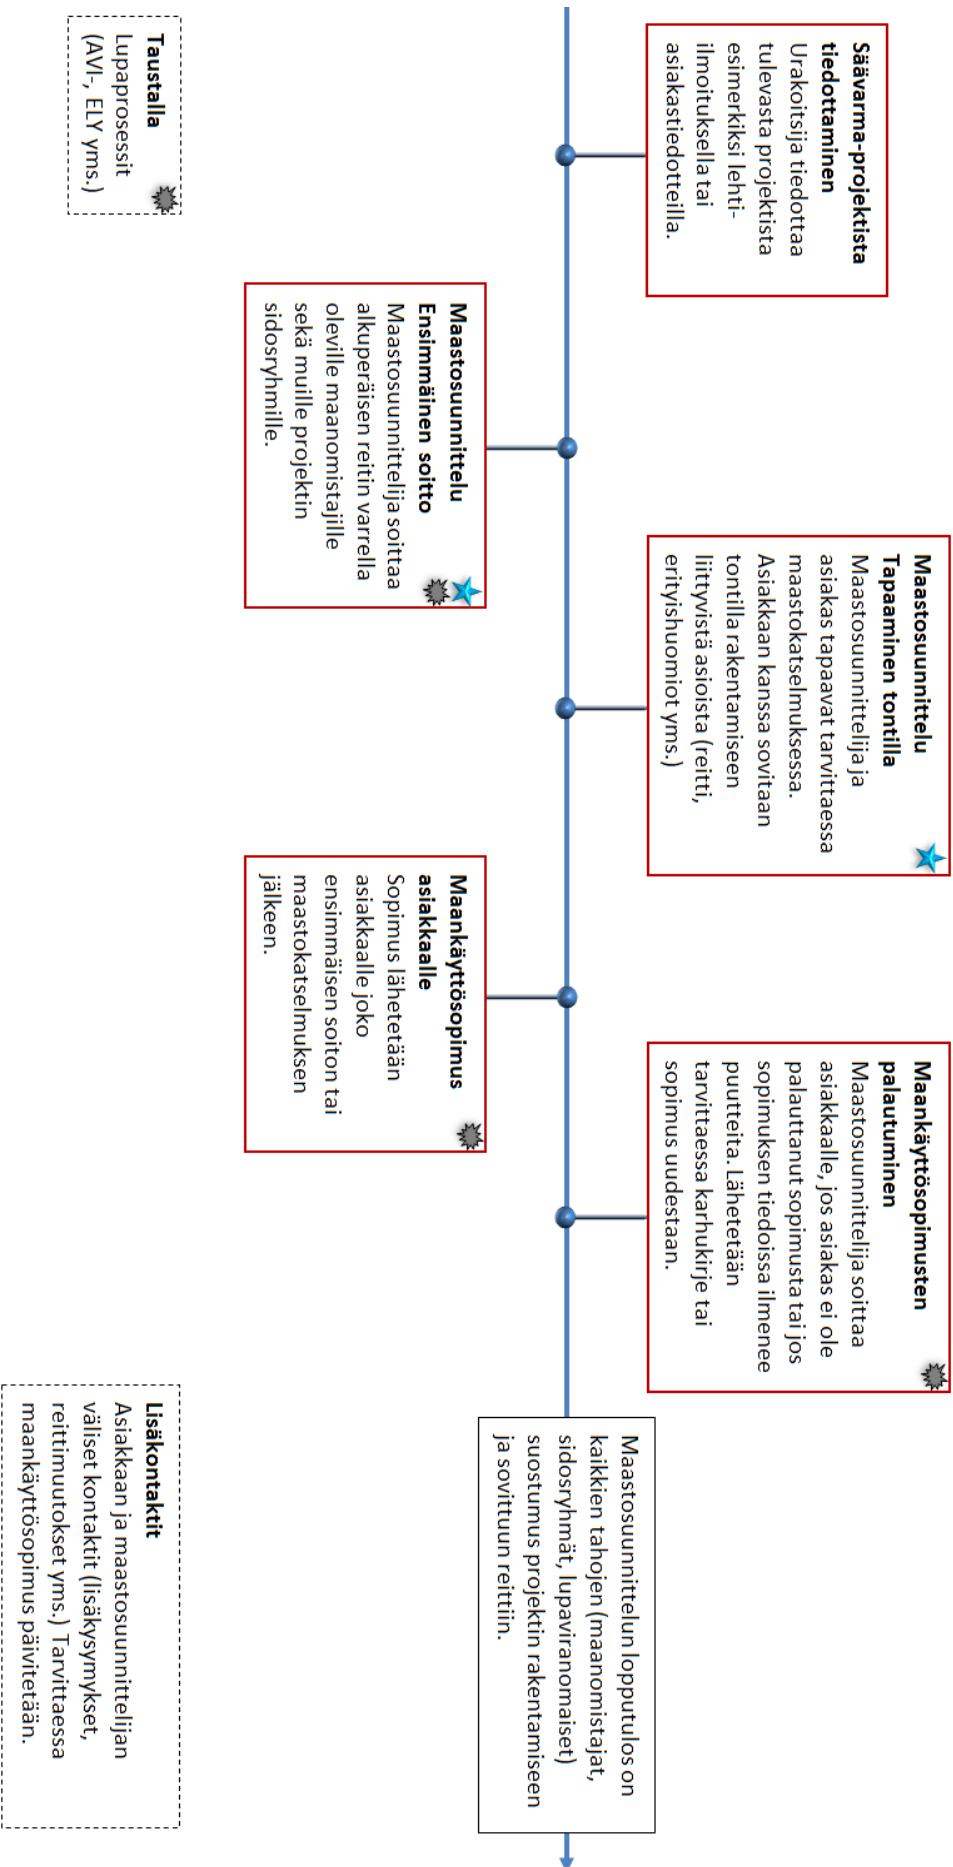 Säävarma-projektista
tiedottaminen
Urakoitsija tiedottaa
tulevasta projektista
esimerkiksi lehti-
ilmoituksella tai
asiakastiedotteilla.
Maastosuunnittelu
Ensimmäinen soitto
Maastosuunnittelija soittaa
alkuperäisen reitin varrella
oleville maanomistajille
sekä muille projektin
sidosryhmille.
Maastosuunnittelu
Tapaaminen tontilla
Maastosuunnittelija ja
asiakas tapaavat tarvittaessa
maastokatselmuksessa.
Asiakkaan kanssa sovitaan
tontilla rakentamiseen
liittyvistä asioista (reitti,
erityishuomiot yms.)
Maankäyttösopimus
asiakkaalle
Sopimus lähetetään
asiakkaalle joko
ensimmäisen soiton tai
maastokatselmuksen
jälkeen.
Maankäyttösopimusten
palautuminen
Maastosuunnittelija soittaa
asiakkaalle, jos asiakas ei ole
palauttanut sopimusta tai jos
sopimuksen tiedoissa ilmenee
puutteita. Lähetetään
tarvittaessa karhukirje tai
sopimus uudestaan.
Maastosuunnittelun lopputulos on
kaikkien tahojen (maanomistajat,
sidosryhmät, lupaviranomaiset)
suostumus projektin rakentamiseen
ja sovittuun reittiin.
Taustalla
Lupaprosessit
(AVI-, ELY yms.)
Lisäkontaktit
Asiakkaan ja maastosuunnittelijan
väliset kontaktit (lisäkysymykset,
reittimuutokset yms.) Tarvittaessa
maankäyttösopimus päivitetään.